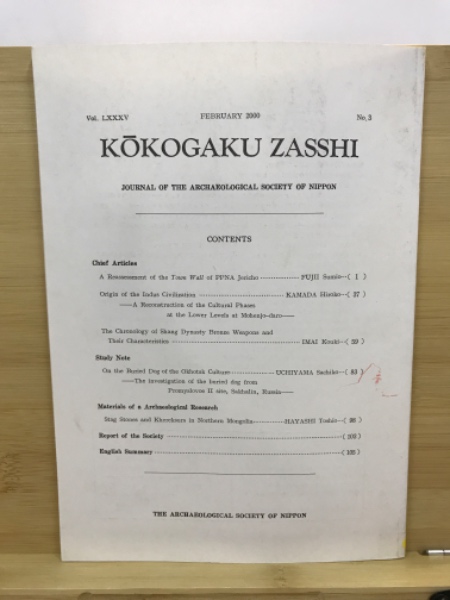 Vol. LXXXV FEBRUARY 2000 No. 3
KŌKOGAKU ZASSHI
JOURNAL OF THE ARCHAEOLOGICAL SOCIETY OF NIPPON
CONTENTS
Chief Articles
A Reassessment of the Town Wall of PPNA Jericho FUJII Sumio ( 1 )
Origin of the Indus Civilization KAMADA Hiroko ( 37 )
—A Reconstruction of the Cultural Phases
at the Lower Levels at Mohenjo-daro—
The Chronology of Shang Dynasty Bronze Weapons and
Their Characteristics IMAI Kouki ( 59 )
Study Note
On the Buried Dog of the Okhotsk Culture UCHIYAMA Sachiko ( 83 )
—The investigation of the buried dog from
II site, Sakhalin, Russia—
Materials of a Archaeological Research
Stag Stones and Khereksurs in Northern Mongolia HAYASHI Toshio
Report of the Society
English Summary
THE ARCHAEOLOGICAL SOCIETY OF NIPPON